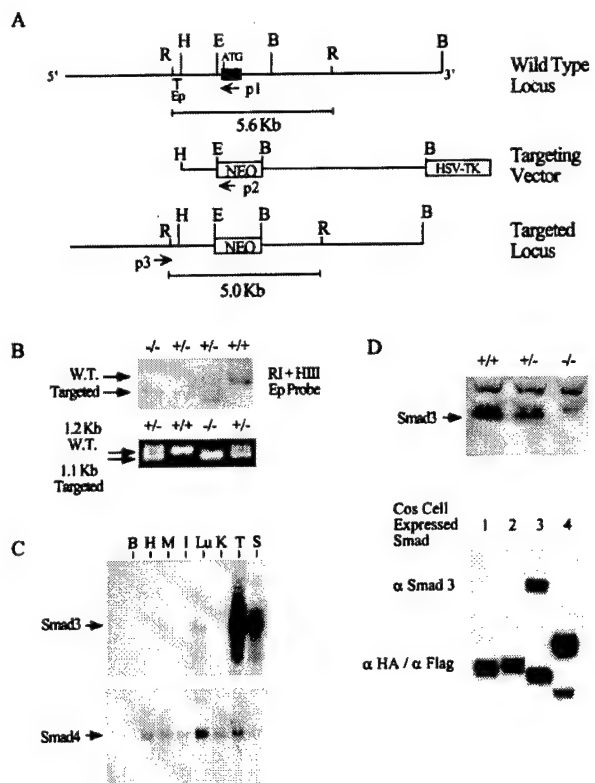 A
R H E ATG B R B
5' 3'
Ep p1
5.6 Kb
Wild Type
Locus
H E B B
NEO HSV-TK
p2
Targeting
Vector
R H E B R B
NEO
p3
5.0 Kb
Targeted
Locus
B
-/- +/- +/- +/+
W.T.
Targeted
RI + HIII
Ep Probe
1.2 Kb
W.T.
1.1 Kb
Targeted
+/- +/+ -/- +/-
C
B H M I Lu K T S
Smad3
Smad4
D
+/+ +/- -/-
Smad3
Cos Cell
Expressed
Smad
1 2 3 4
α Smad 3
α HA / α Flag